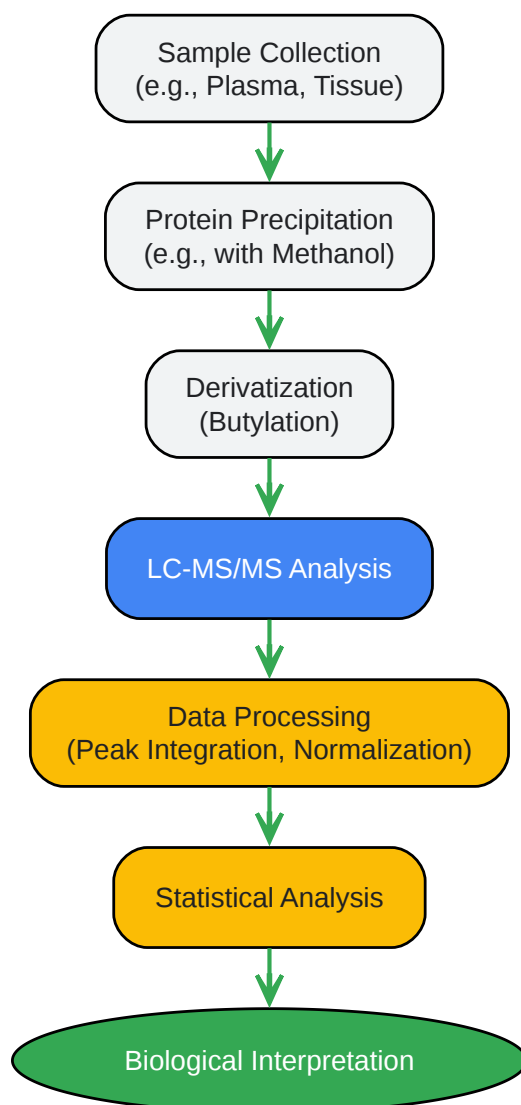 Sample Collection
(e.g., Plasma, Tissue)
Protein Precipitation
(e.g., with Methanol)
Derivatization
(Butylation)
LC-MS/MS Analysis
Data Processing
(Peak Integration, Normalization)
Statistical Analysis
Biological Interpretation